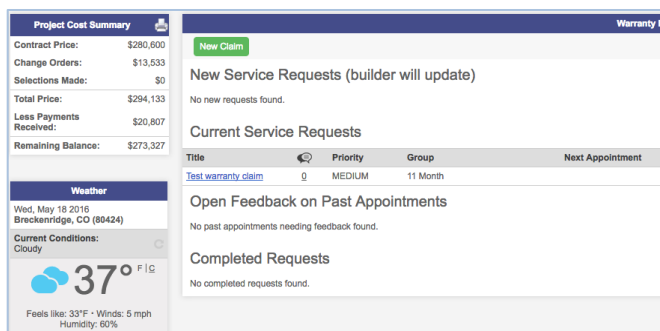 Project Cost Summary
Contract Price: $280,600
Change Orders: $13,533
Selections Made: $0
Total Price: $294,133
Less Payments
Received: $20,807
Remaining Balance: $273,327
Weather
Wed, May 18 2016
Breckenridge, CO (80424)
Current Conditions:
Cloudy
C
37° F | C
Feels like: 33°F · Winds: 5 mph
Humidity: 60%
Warranty
New Claim
New Service Requests (builder will update)
No new requests found.
Current Service Requests
Title Priority Group Next Appointment
Test warranty claim 0 MEDIUM 11 Month
Open Feedback on Past Appointments
No past appointments needing feedback found.
Completed Requests
No completed requests found.